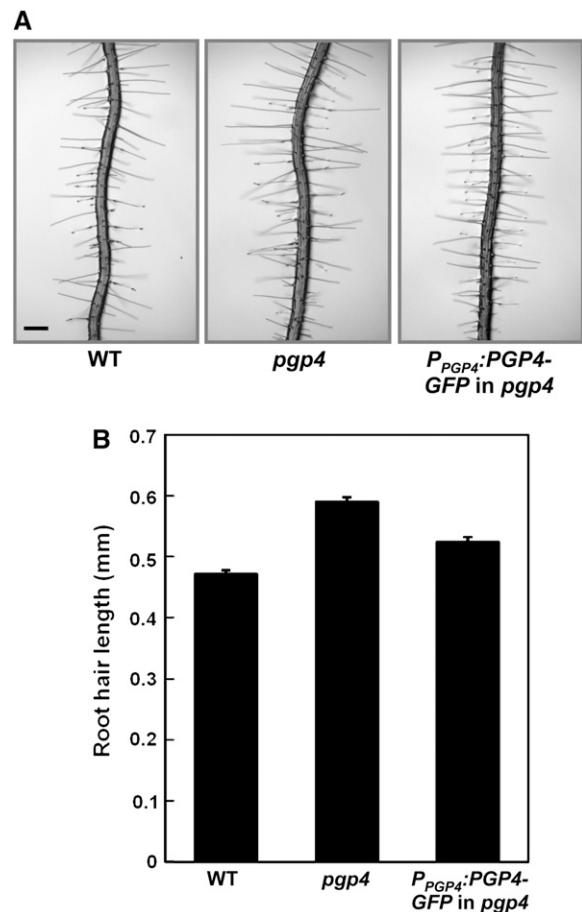 A
WT
pgp4
PPGP4:PGP4-
GFP in pgp4
B
Root hair length (mm)
0.7
0.6
0.5
0.4
0.3
0.2
0.1
0
WT
pgp4
PPGP4:PGP4-
GFP in pgp4